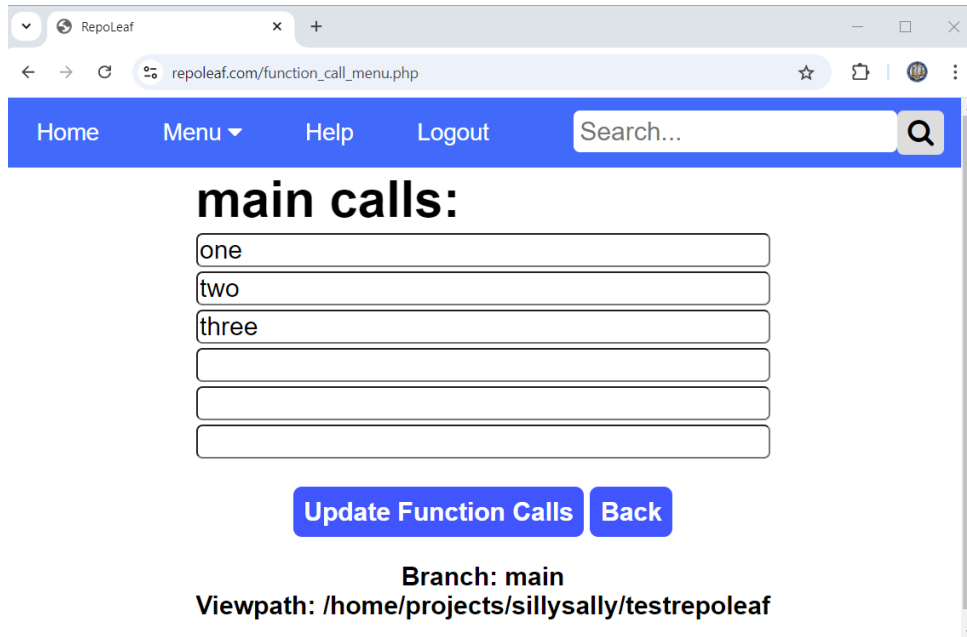 RepoLeaf
repoleaf.com/function_call_menu.php
Home Menu Help Logout Search...
main calls:
one
two
three
Update Function Calls Back
Branch: main
Viewpath: /home/projects/sillysally/testrepoleaf